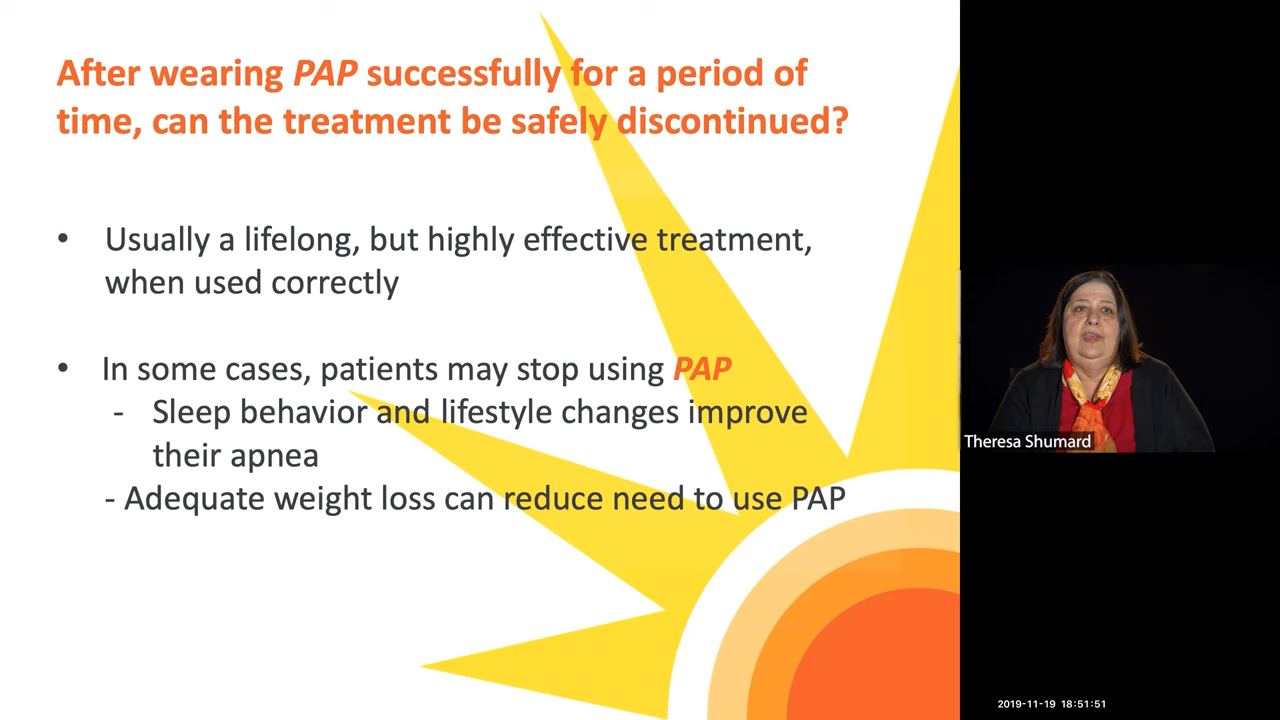 After wearing PAP successfully for a period of
time, can the treatment be safely discontinued?
• Usually a lifelong, but highly effective treatment,
when used correctly
• In some cases, patients may stop using PAP
- Sleep behavior and lifestyle changes improve
their apnea
- Adequate weight loss can reduce need to use PAP
Theresa Shumard
2019-11-19 18:51:51